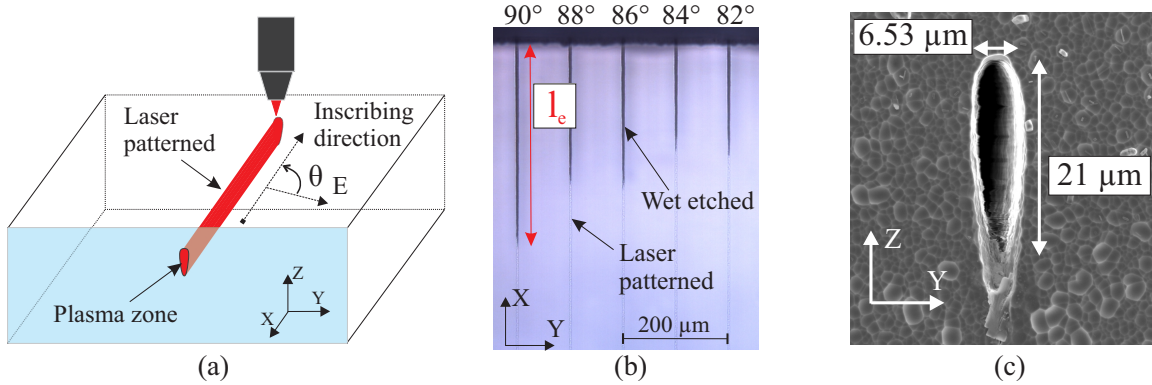 Laser
patterned
Inscribing
direction
θ
E
Plasma zone
Z
Y
X
(a)
90° 88° 86° 84° 82°
lₑ
Wet etched
Laser
patterned
X
Y
200 µm
(b)
6.53 µm
21 µm
Z
Y
(c)